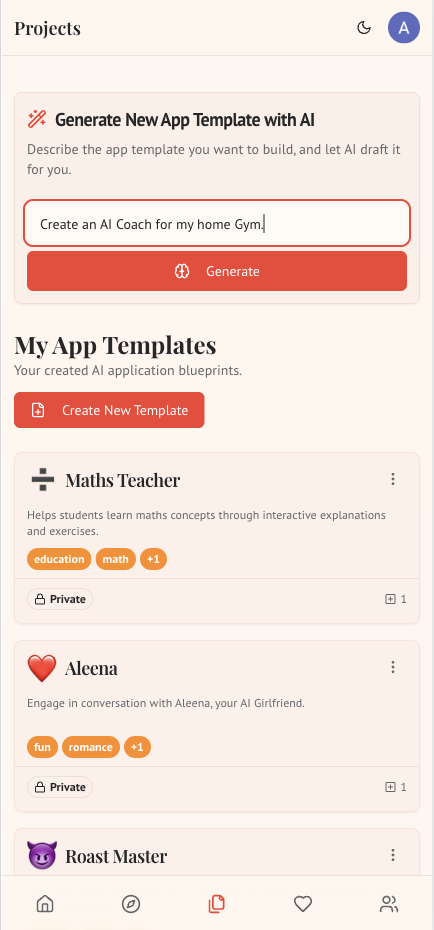 Projects
A
Generate New App Template with AI
Describe the app template you want to build, and let AI draft it
for you.
Create an AI Coach for my home Gym.
Generate
My App Templates
Your created AI application blueprints.
Create New Template
Maths Teacher
Helps students learn maths concepts through interactive explanations
and exercises.
education math +1
Private 1
Aleena
Engage in conversation with Aleena, your AI Girlfriend.
fun romance +1
Private 1
Roast Master